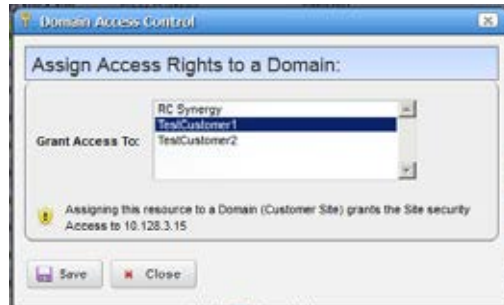 Domain Access Control
Assign Access Rights to a Domain:
Grant Access To:
RC Synergy
TestCustomer1
TestCustomer2
Assigning this resource to a Domain (Customer Site) grants the Site security
Access to 10.128.3.15
Save
Close